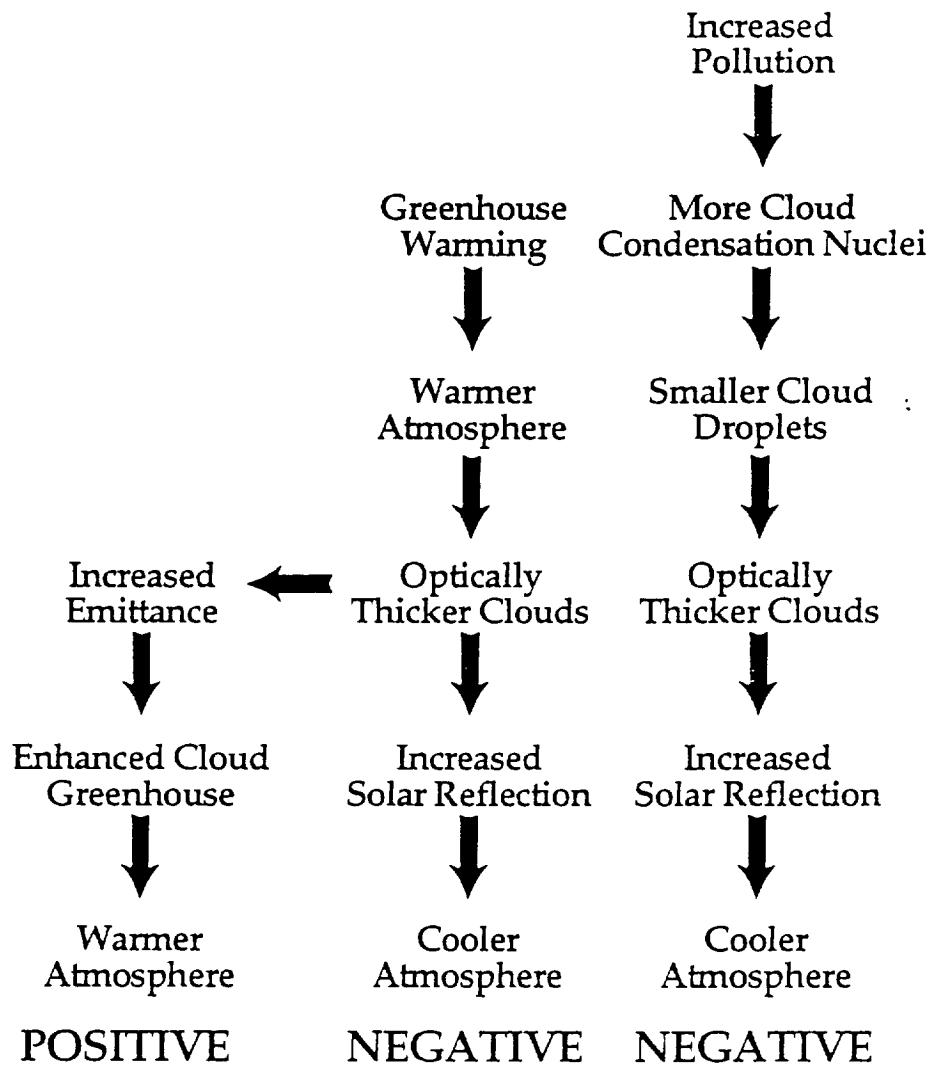 Increased
Pollution
Greenhouse
Warming
More Cloud
Condensation Nuclei
Warmer
Atmosphere
Smaller Cloud
Droplets
Increased
Emittance
Optically
Thicker Clouds
Optically
Thicker Clouds
Enhanced Cloud
Greenhouse
Increased
Solar Reflection
Increased
Solar Reflection
Warmer
Atmosphere
Cooler
Atmosphere
Cooler
Atmosphere
POSITIVE
NEGATIVE
NEGATIVE